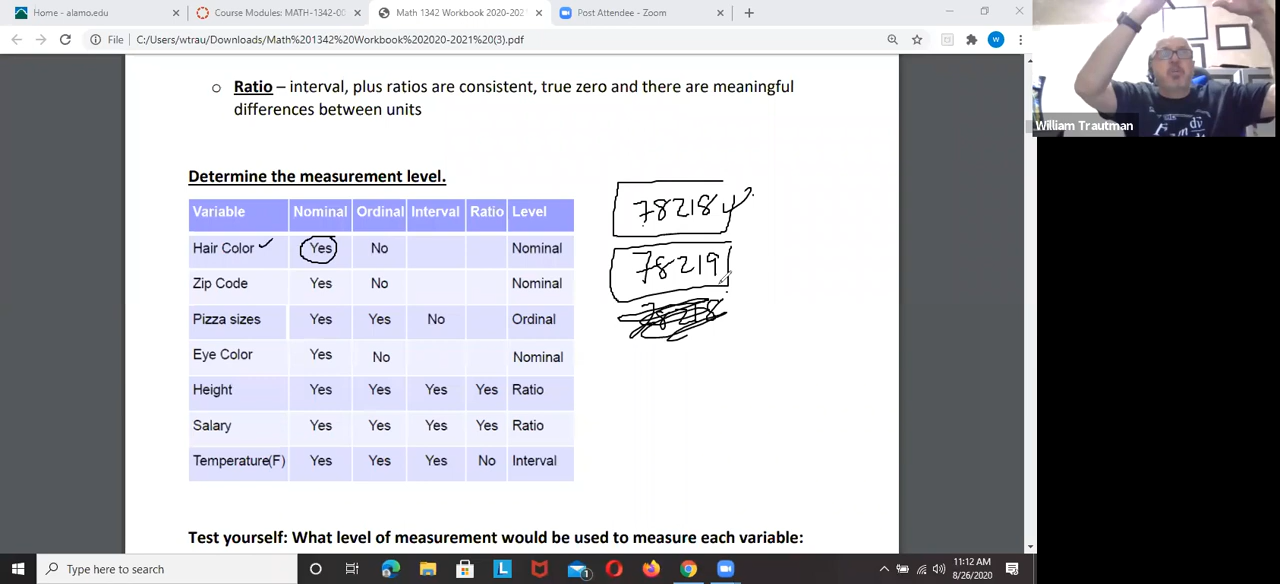 Home - alamo.edu
Course Modules: MATH-1342-00
Math 1342 Workbook 2020-202
Post Attendee - Zoom
File
C:/Users/wtrau/Downloads/Math%201342%20Workbook%202020-2021%20(3).pdf
w
William Trautman
Ratio – interval, plus ratios are consistent, true zero and there are meaningful
differences between units
Determine the measurement level.
Variable Nominal Ordinal Interval Ratio Level
Hair Color Yes No Nominal
Zip Code Yes No Nominal
Pizza sizes Yes Yes No Ordinal
Eye Color Yes No Nominal
Height Yes Yes Yes Yes Ratio
Salary Yes Yes Yes Yes Ratio
Temperature(F) Yes Yes Yes No Interval
78218
78219
Test yourself: What level of measurement would be used to measure each variable:
Type here to search
L
1
11:12 AM
8/26/2020